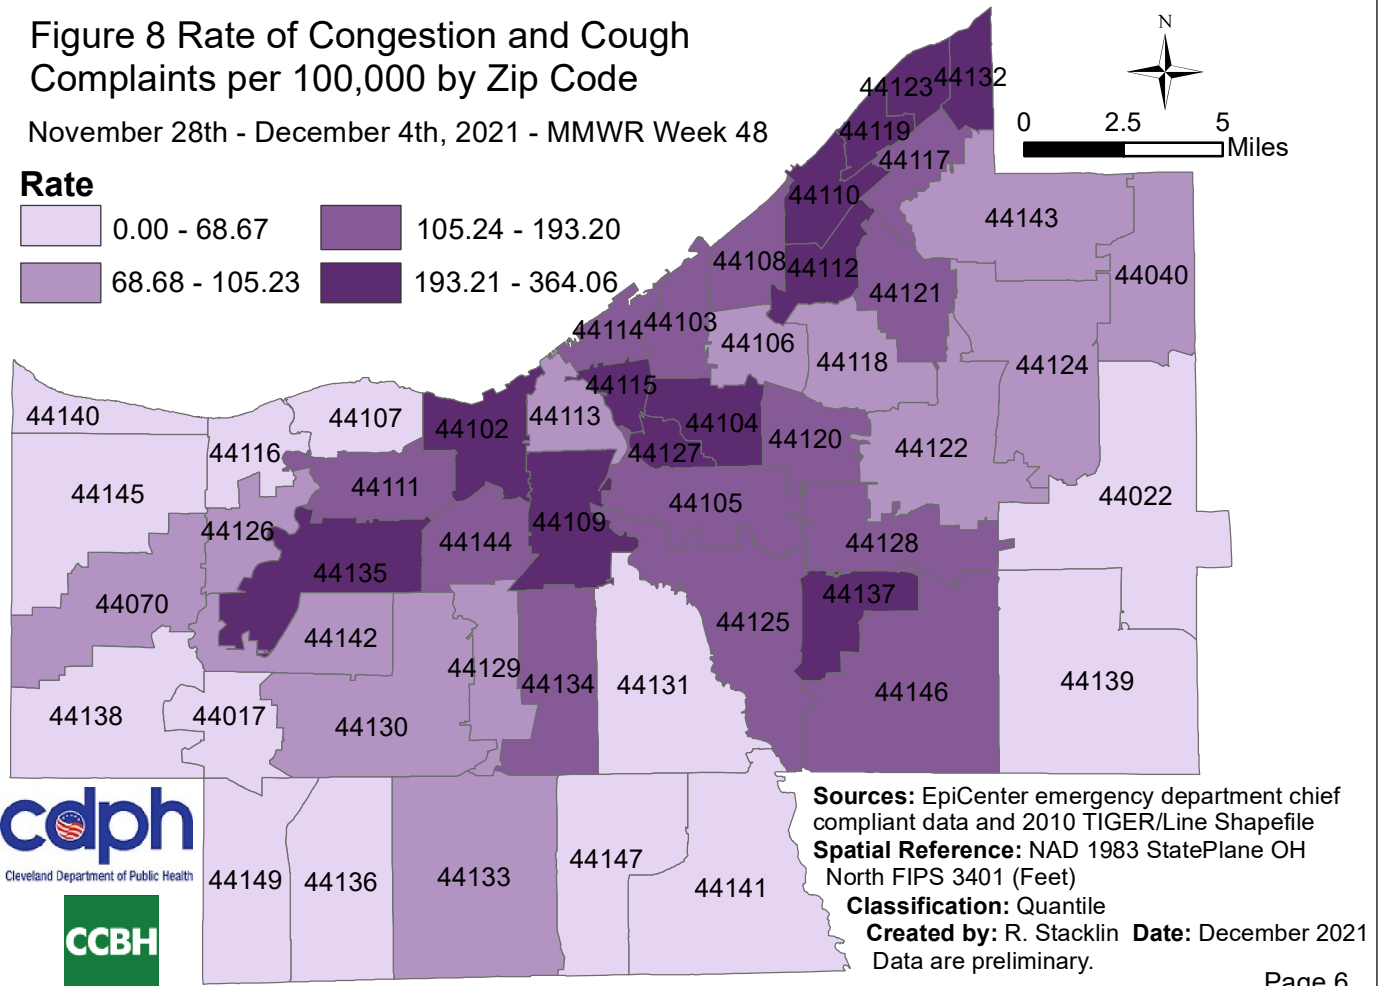 Figure 8 Rate of Congestion and Cough
Complaints per 100,000 by Zip Code
November 28th - December 4th, 2021 - MMWR Week 48
Rate
0.00 - 68.67
105.24 - 193.20
68.68 - 105.23
193.21 - 364.06
N
0 2.5 5
Miles
44132
44123
44119
44117
44110
44143
44108
44112
44040
44121
44114
44103
44106
44118
44124
44115
44140
44107
44102
44113
44104
44120
44122
44116
44127
44145
44111
44022
44105
44126
44109
44144
44128
44135
44137
44070
44125
44142
44129
44134
44131
44146
44139
44138
44017
44130
44149
44136
44133
44147
44141
cdph
Cleveland Department of Public Health
CCBH
Sources: EpiCenter emergency department chief
compliant data and 2010 TIGER/Line Shapefile
Spatial Reference: NAD 1983 StatePlane OH
North FIPS 3401 (Feet)
Classification: Quantile
Created by: R. Stacklin Date: December 2021
Data are preliminary.
Page 6